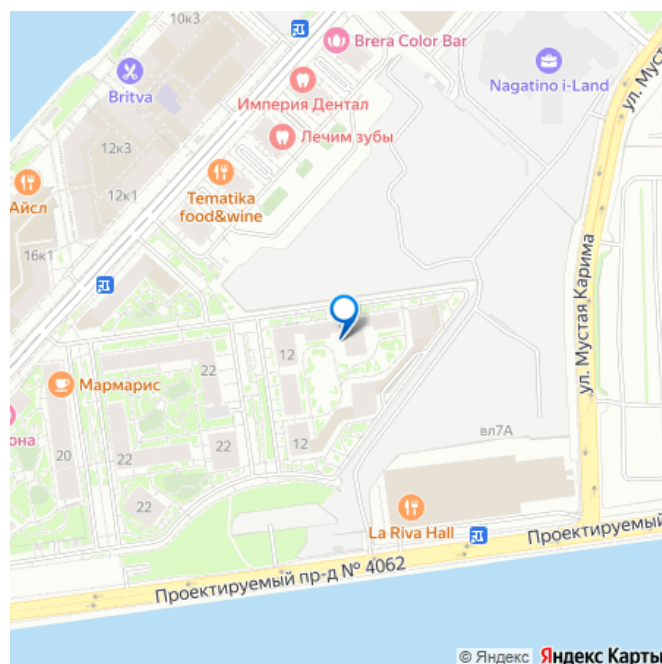 10к3
Brera Color Bar
Britva
Империя Дентал
Nagatino i-Land
ул. Муста
Лечим зубы
12к3
12к1
Айсл
Tematika
food&wine
16к1
ул. Мустая Карима
12
22
Мармарис
она
20
22
22
12
22
вл7А
La Riva Hall
Проектируемый
Проектируемый пр-д № 4062
© Яндекс Яндекс Карты